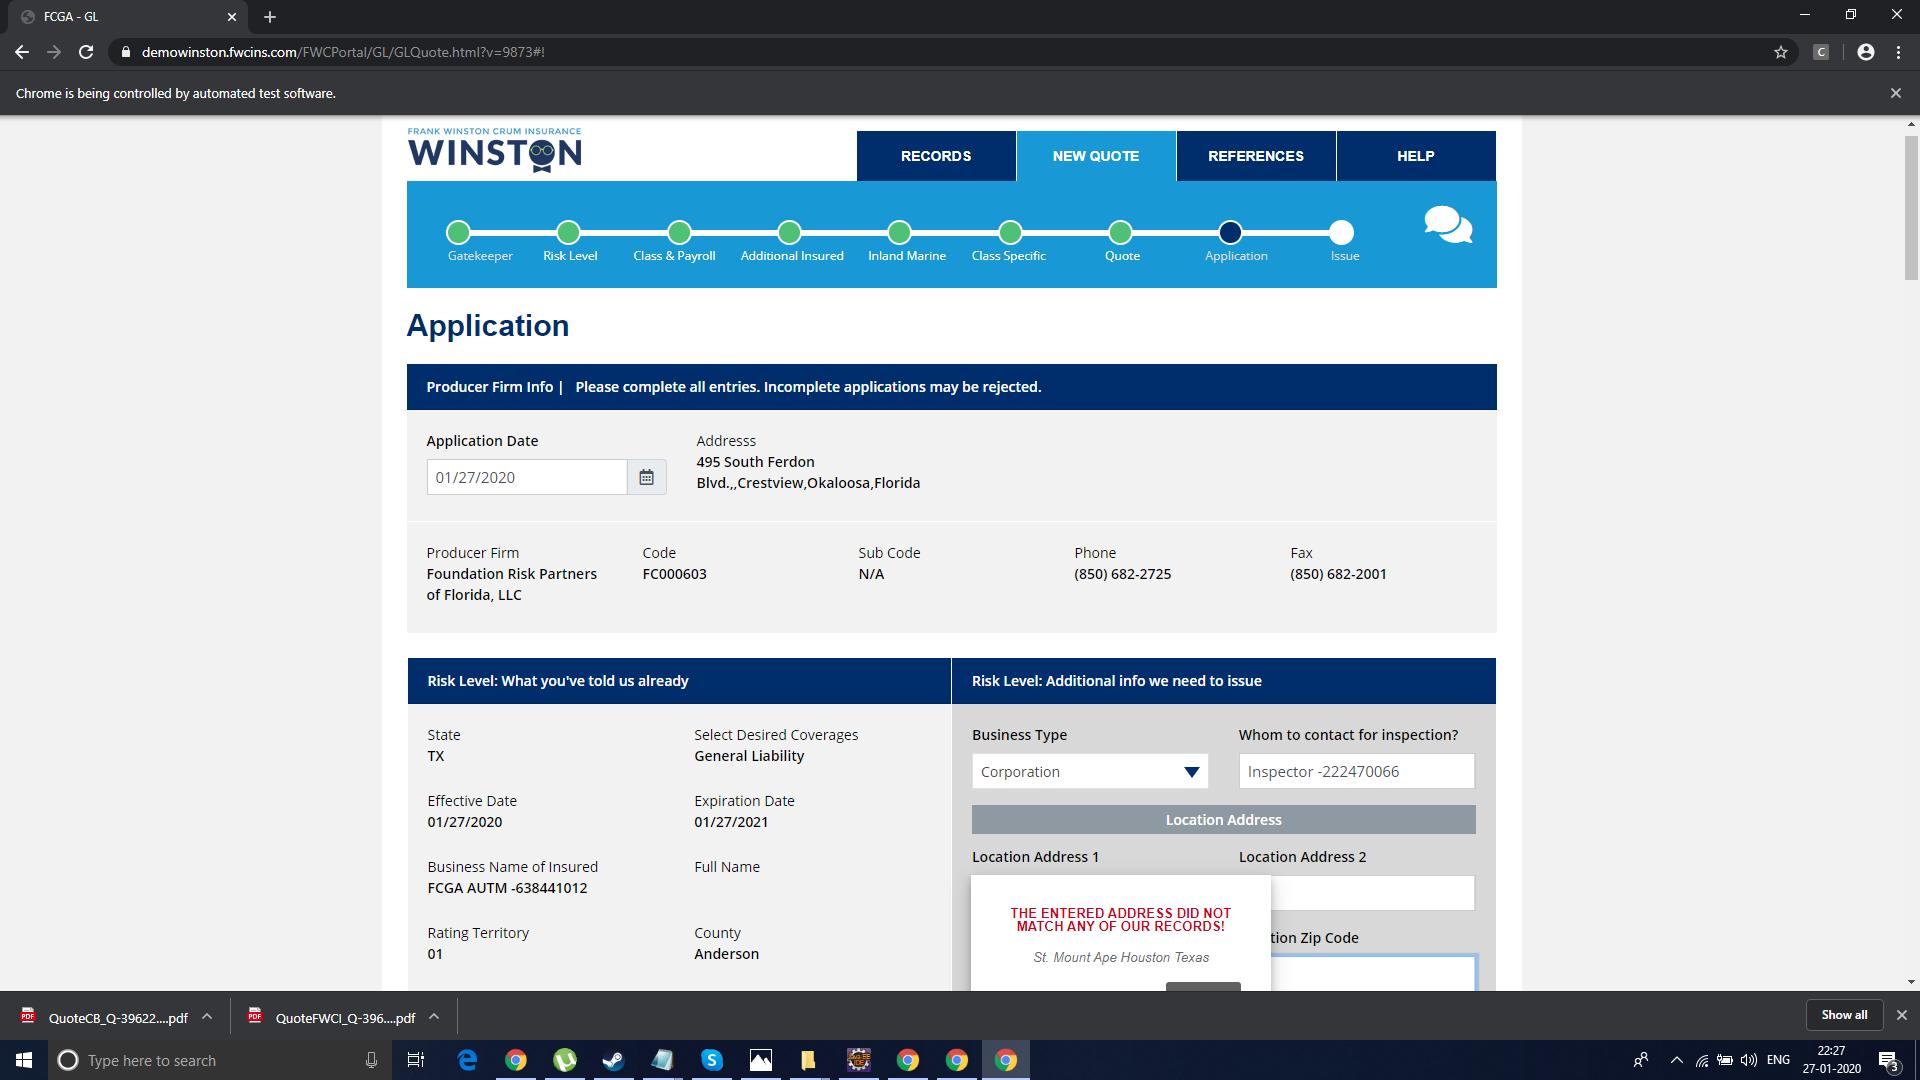 FCGA - GL
demowinston.fwcins.com/FWCPortal/GL/GLQuote.html?v=9873#!
C
Chrome is being controlled by automated test software.
FRANK WINSTON CRUM INSURANCE
WINSTON
RECORDS
NEW QUOTE
REFERENCES
HELP
Gatekeeper
Risk Level
Class & Payroll
Additional Insured
Inland Marine
Class Specific
Quote
Application
Issue
Application
Producer Firm Info | Please complete all entries. Incomplete applications may be rejected.
Application Date
01/27/2020
Addresss
495 South Ferdon
Blvd.,,Crestview,Okaloosa,Florida
Producer Firm
Foundation Risk Partners
of Florida, LLC
Code
FC000603
Sub Code
N/A
Phone
(850) 682-2725
Fax
(850) 682-2001
Risk Level: What you've told us already
State
TX
Select Desired Coverages
General Liability
Effective Date
01/27/2020
Expiration Date
01/27/2021
Business Name of Insured
FCGA AUTM -638441012
Full Name
Rating Territory
01
County
Anderson
Risk Level: Additional info we need to issue
Business Type
Corporation
Whom to contact for inspection?
Inspector -222470066
Location Address
Location Address 1
Location Address 2
THE ENTERED ADDRESS DID NOT
MATCH ANY OF OUR RECORDS!
St. Mount Ape Houston Texas
tion Zip Code
PDF
QuoteCB_Q-39622....pdf
PDF
QuoteFWCI_Q-396....pdf
Show all
Type here to search
ENG
22:27
27-01-2020
3